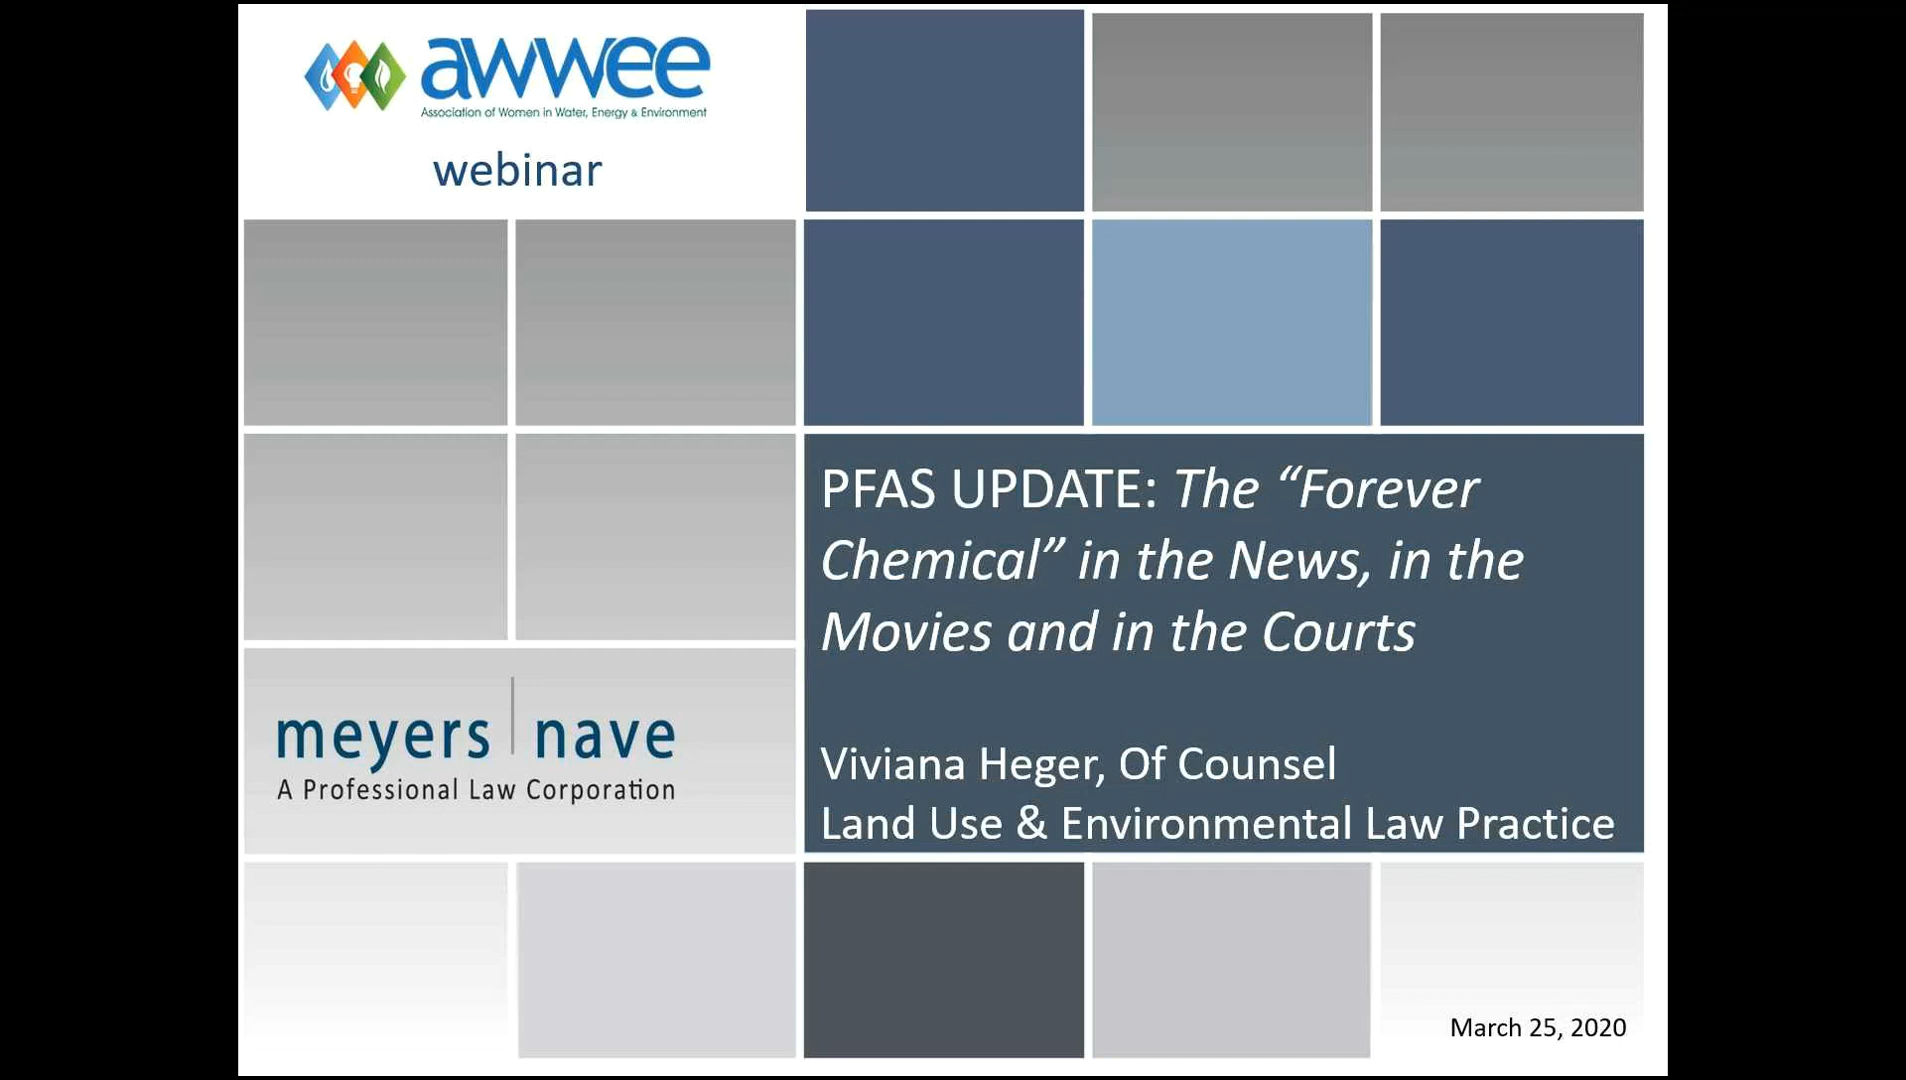 awwee
Association of Women in Water, Energy & Environment
webinar
PFAS UPDATE: The “Forever
Chemical” in the News, in the
Movies and in the Courts
meyers | nave
A Professional Law Corporation
Viviana Heger, Of Counsel
Land Use & Environmental Law Practice
March 25, 2020